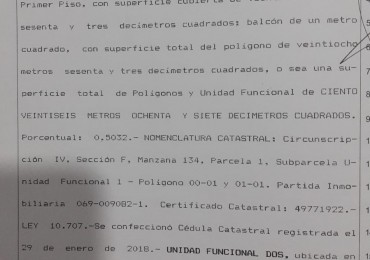 Primer Piso, con superficie cubierta de
sesenta y tres decímetros cuadrados; balcón de un metro
cuadrado, con superficie total del polígono de veintiocho
metros sesenta y tres decímetros cuadrados, o sea una su-
perficie total de Polígonos y Unidad Funcional de CIENTO
VEINTISEIS METROS OCHENTA Y SIETE DECIMETROS CUADRADOS.
Porcentual: 0,5032.- NOMENCLATURA CATASTRAL: Circunscrip-
ción IV, Sección F, Manzana 134, Parcela 1, Subparcela U-
nidad Funcional 1 - Polígono 00-01 y 01-01. Partida Inmo-
biliaria 069-009082-1. Certificado Catastral: 49771922.-
LEY 10.707.-Se confeccionó Cédula Catastral registrada el
29 de enero de 2018.- UNIDAD FUNCIONAL DOS, ubicada en